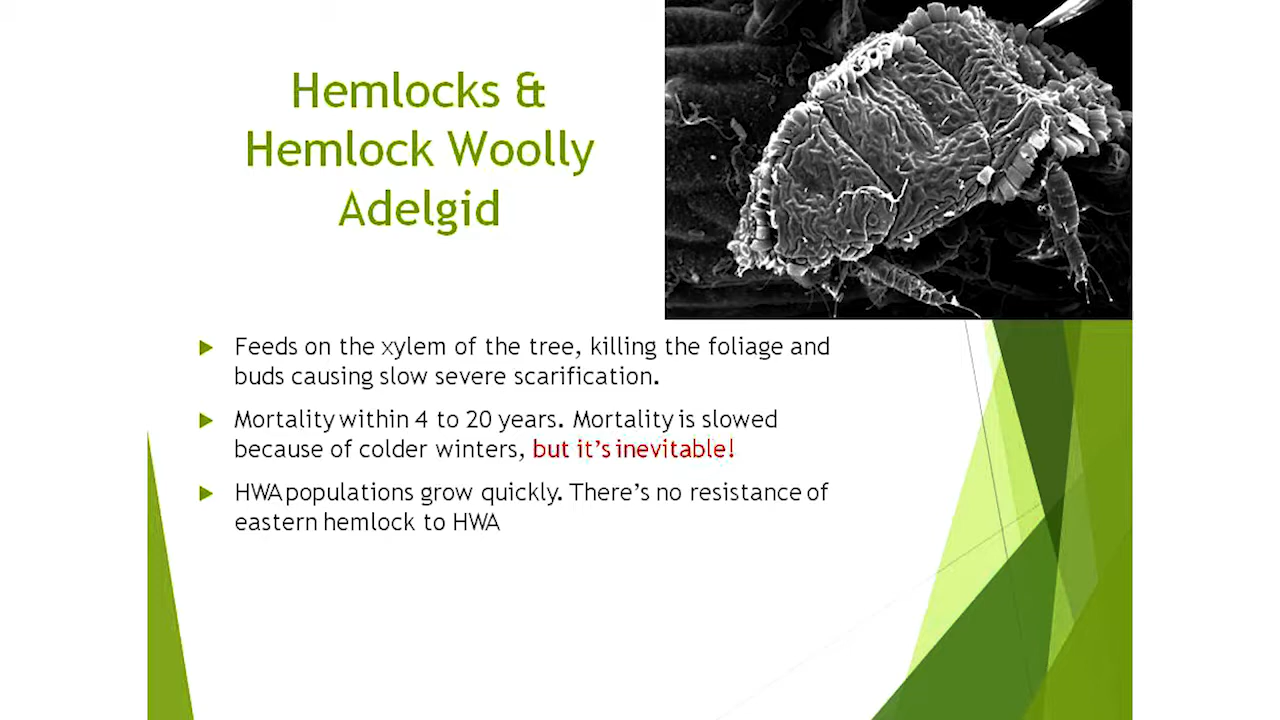 Hemlocks &
Hemlock Woolly
Adelgid
Feeds on the xylem of the tree, killing the foliage and
buds causing slow severe scarification.
Mortality within 4 to 20 years. Mortality is slowed
because of colder winters, but it's inevitable!
HWA populations grow quickly. There's no resistance of
eastern hemlock to HWA